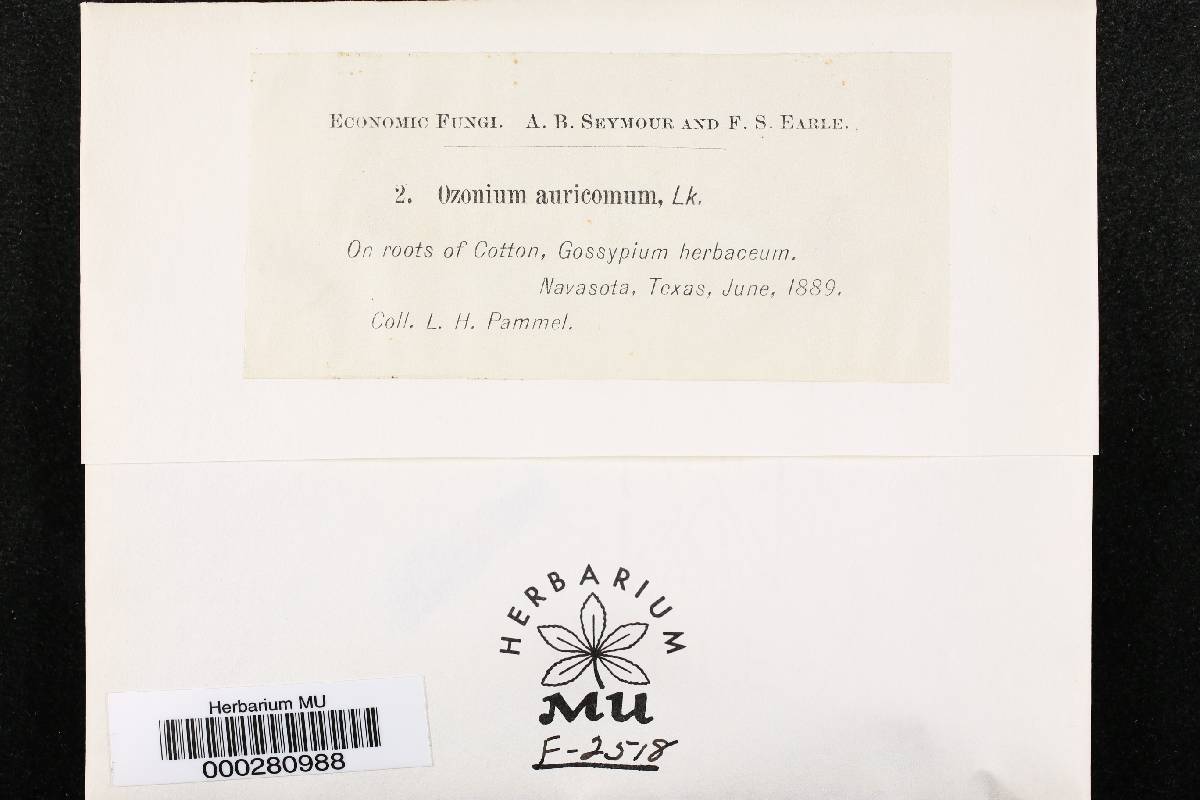 ECONOMIC FUNGI. A. B. SEYMOUR AND F. S. EARLE.
2. Ozonium auricomum, Lk.
On roots of Cotton, Gossypium herbaceum.
Navasota, Texas, June, 1889.
Coll. L. H. Pammel.
HERBARIUM
MU
F-2518
Herbarium MU
000280988